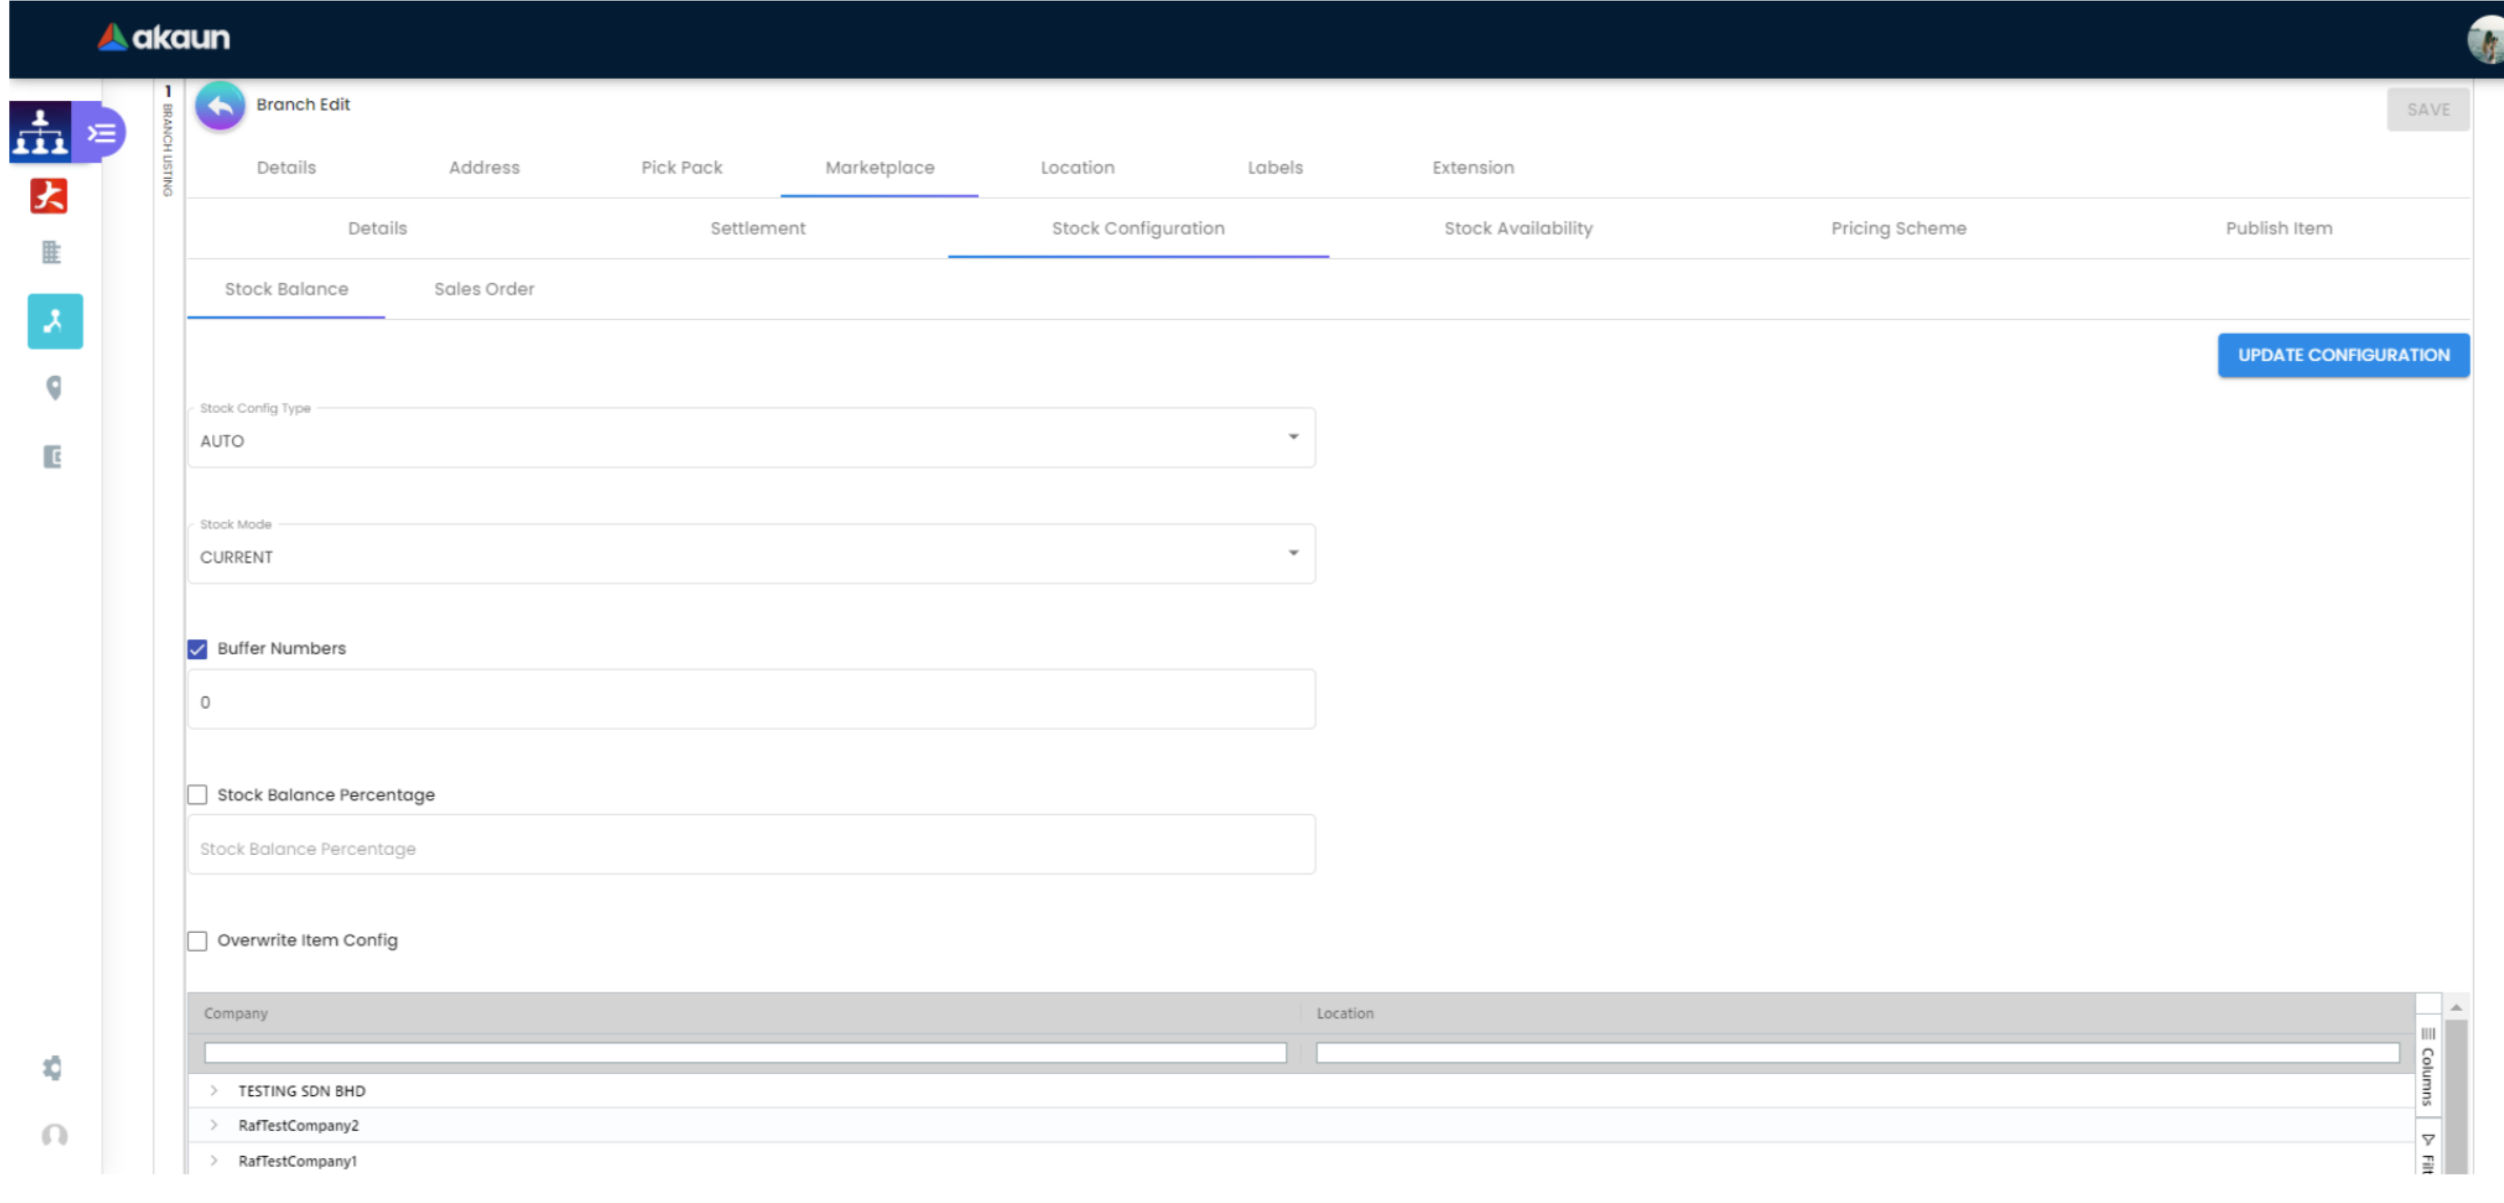 akaun
1 BRANCH LISTING
Branch Edit
SAVE
Details Address Pick Pack Marketplace Location Labels Extension
Details Settlement Stock Configuration Stock Availability Pricing Scheme Publish Item
Stock Balance Sales Order
UPDATE CONFIGURATION
Stock Config Type
AUTO
Stock Mode
CURRENT
Buffer Numbers
0
Stock Balance Percentage
Stock Balance Percentage
Overwrite Item Config
Company Location
Columns
TESTING SDN BHD
RafTestCompany2
RafTestCompany1
Filt